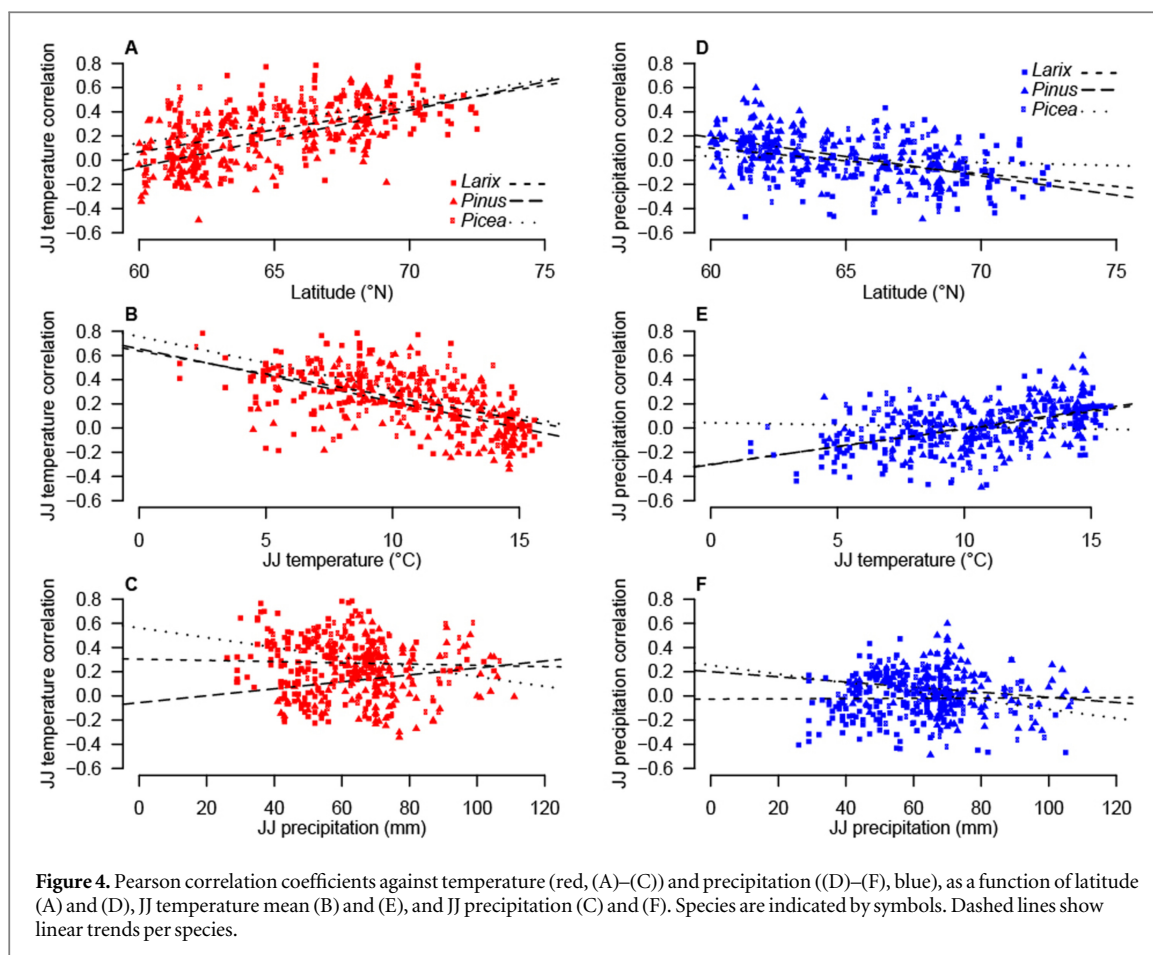 A
JJ temperature correlation
0.8
0.6
0.4
0.2
0.0
−0.2
−0.4
−0.6
Larix
Pinus
Picea
60
65
70
75
Latitude (°N)
D
JJ precipitation correlation
0.8
0.6
0.4
0.2
0.0
−0.2
−0.4
−0.6
Larix
Pinus
Picea
60
65
70
75
Latitude (°N)
B
JJ temperature correlation
0.8
0.6
0.4
0.2
0.0
−0.2
−0.4
−0.6
0
5
10
15
JJ temperature (°C)
E
JJ precipitation correlation
0.8
0.6
0.4
0.2
0.0
−0.2
−0.4
−0.6
0
5
10
15
JJ temperature (°C)
C
JJ temperature correlation
0.8
0.6
0.4
0.2
0.0
−0.2
−0.4
−0.6
0
20
40
60
80
100
120
JJ precipitation (mm)
F
JJ precipitation correlation
0.8
0.6
0.4
0.2
0.0
−0.2
−0.4
−0.6
0
20
40
60
80
100
120
JJ precipitation (mm)
Figure 4. Pearson correlation coefficients against temperature (red, (A)–(C)) and precipitation ((D)–(F), blue), as a function of latitude
(A) and (D), JJ temperature mean (B) and (E), and JJ precipitation (C) and (F). Species are indicated by symbols. Dashed lines show
linear trends per species.